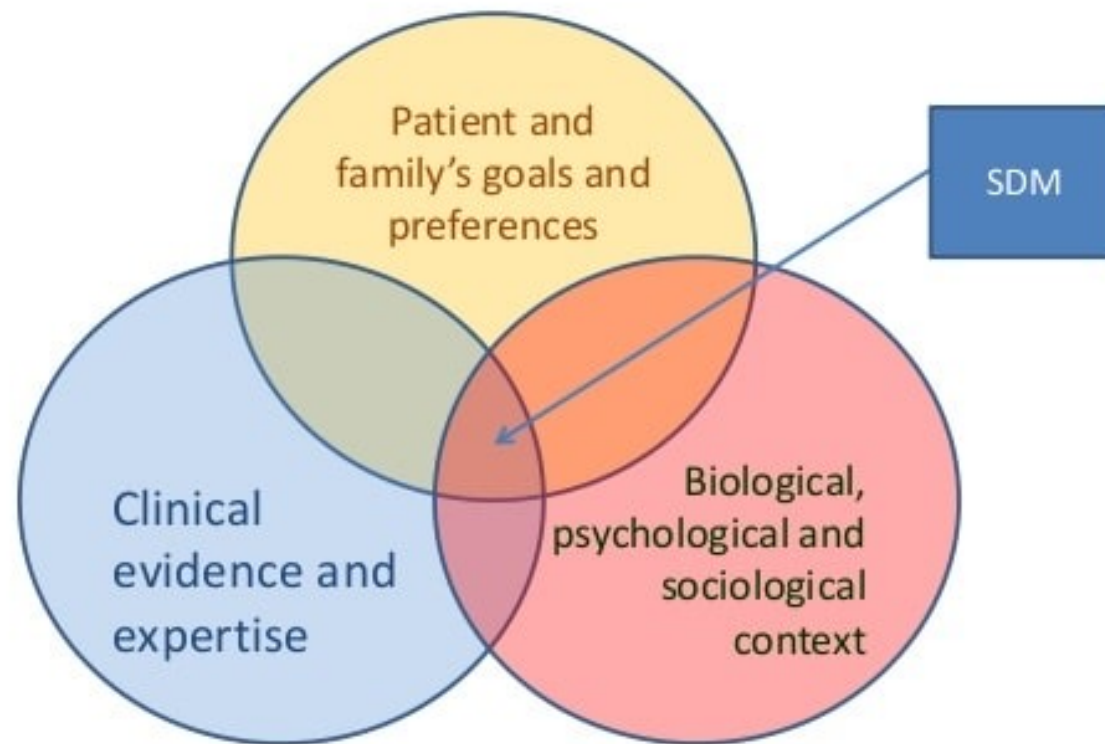 Patient and
family’s goals and
preferences
SDM
Clinical
evidence and
expertise
Biological,
psychological and
sociological
context